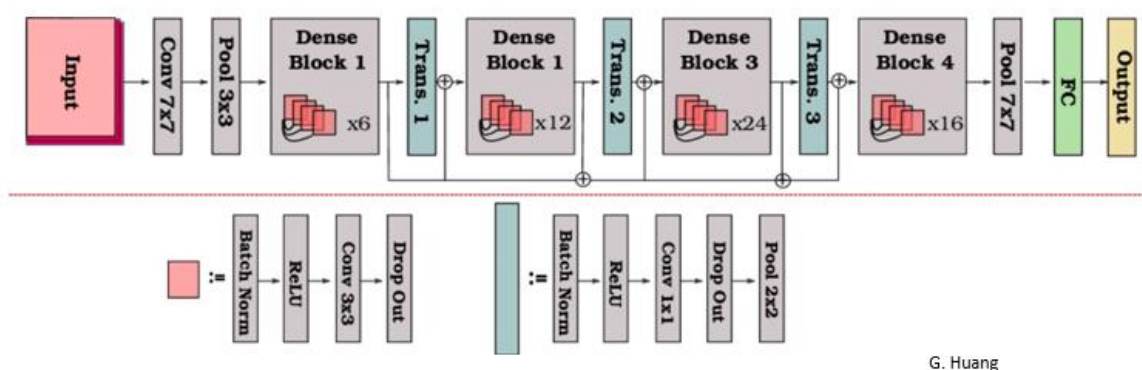 Input
Conv 7x7
Pool 3x3
Dense
Block 1
x6
Trans. 1
Dense
Block 1
x12
Trans. 2
Dense
Block 3
x24
Trans. 3
Dense
Block 4
x16
Pool 7x7
FC
Output
:=
Batch Norm
ReLU
Conv 3x3
Drop Out
:=
Batch Norm
ReLU
Conv 1x1
Drop Out
Pool 2x2
G. Huang